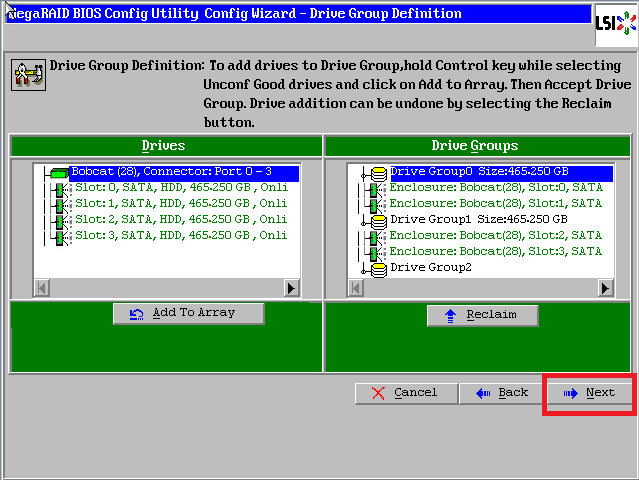 MegaRAID BIOS Config Utility Config Wizard - Drive Group Definition
LSI
Drive Group Definition: To add drives to Drive Group,hold Control key while selecting
Unconf Good drives and click on Add to Array. Then Accept Drive
Group. Drive addition can be undone by selecting the Reclaim
button.
Drives
Drive Groups
Bobcat (28), Connector: Port 0 - 3
Slot: 0, SATA, HDD, 465.250 GB, Onli
Slot: 1, SATA, HDD, 465.250 GB, Onli
Slot: 2, SATA, HDD, 465.250 GB, Onli
Slot: 3, SATA, HDD, 465.250 GB, Onli
Drive Group0 Size:465.250 GB
Enclosure: Bobcat(28), Slot:0, SATA
Enclosure: Bobcat(28), Slot:1, SATA
Drive Group1 Size:465.250 GB
Enclosure: Bobcat(28), Slot:2, SATA
Enclosure: Bobcat(28), Slot:3, SATA
Drive Group2
Add To Array
Reclaim
Cancel
Back
Next